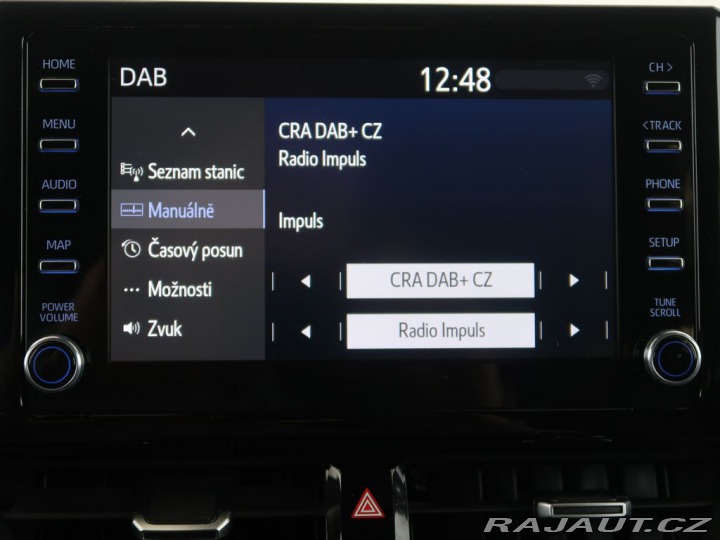 HOME
MENU
AUDIO
MAP
POWER
VOLUME
DAB
12:48
Seznam stanic
Manuálně
Časový posun
Možnosti
Zvuk
CRA DAB+ CZ
Radio Impuls
Impuls
CRA DAB+ CZ
Radio Impuls
CH >
< TRACK
PHONE
SETUP
TUNE
SCROLL
RAJAUT.CZ